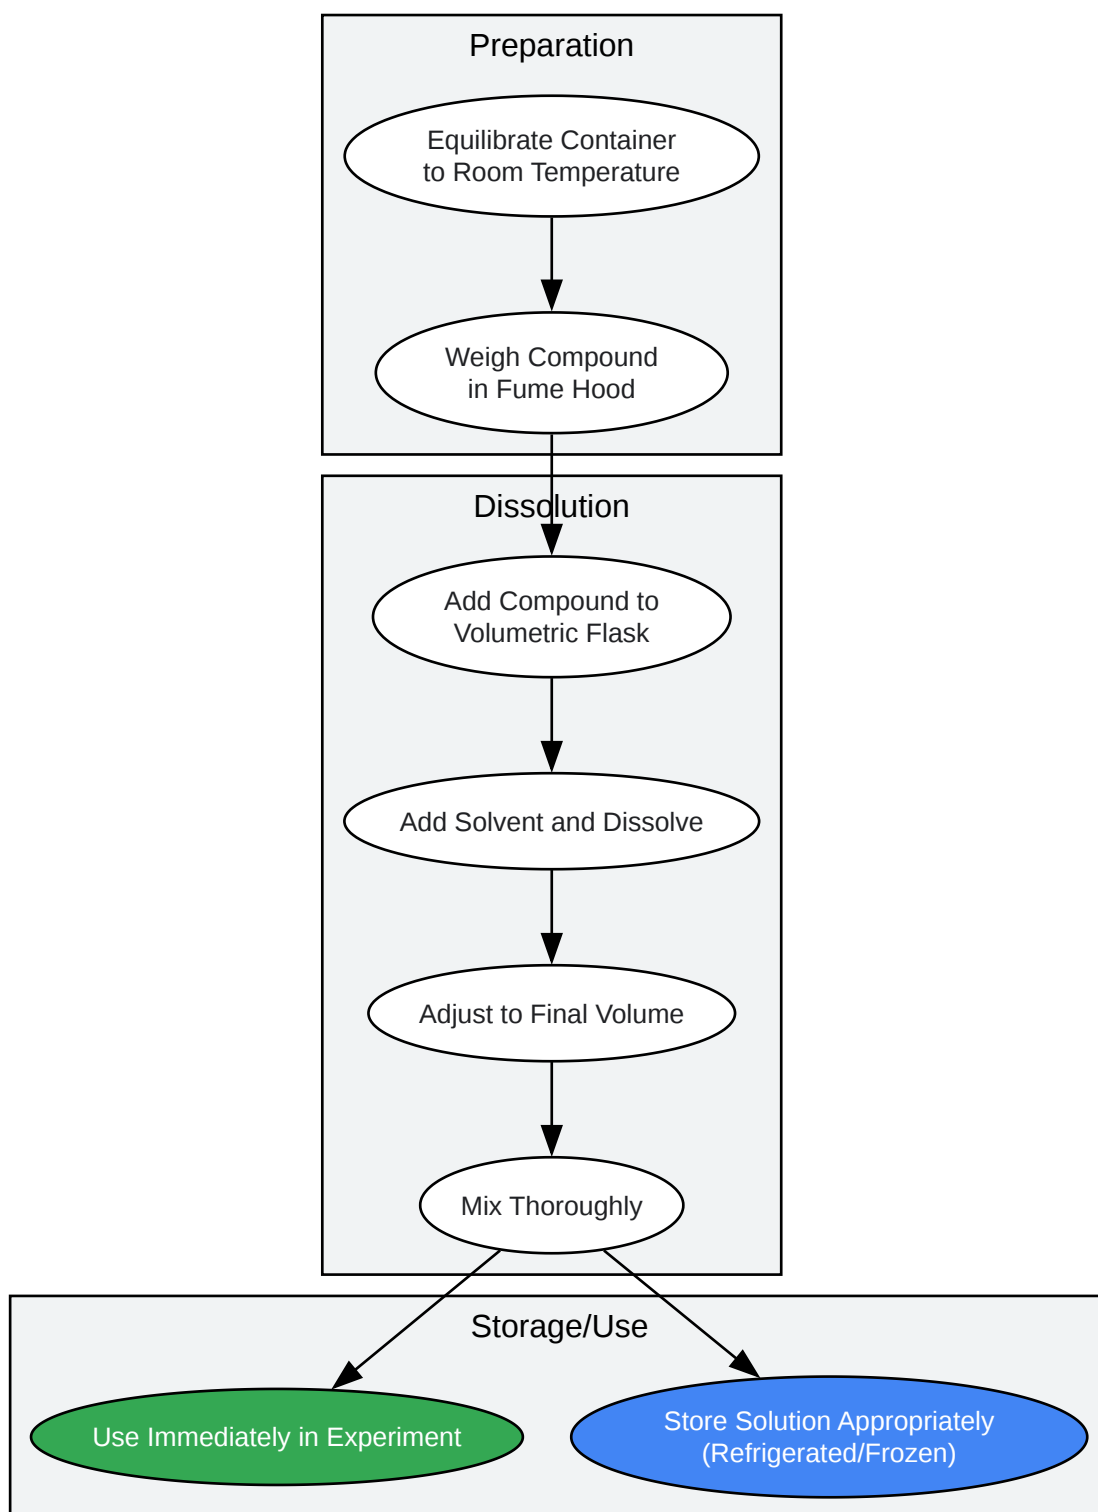 Preparation
Equilibrate Container
to Room Temperature
Weigh Compound
in Fume Hood
Dissolution
Add Compound to
Volumetric Flask
Add Solvent and Dissolve
Adjust to Final Volume
Mix Thoroughly
Storage/Use
Use Immediately in Experiment
Store Solution Appropriately
(Refrigerated/Frozen)